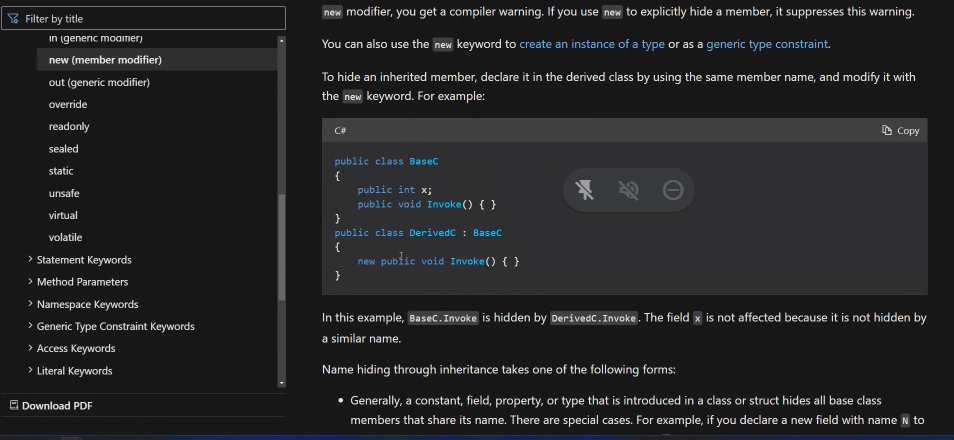 Filter by title
in (generic modifier)
new (member modifier)
out (generic modifier)
override
readonly
sealed
static
unsafe
virtual
volatile
Statement Keywords
Method Parameters
Namespace Keywords
Generic Type Constraint Keywords
Access Keywords
Literal Keywords
Download PDF
new modifier, you get a compiler warning. If you use new to explicitly hide a member, it suppresses this warning.
You can also use the new keyword to create an instance of a type or as a generic type constraint.
To hide an inherited member, declare it in the derived class by using the same member name, and modify it with
the new keyword. For example:
C#
Copy
public class BaseC
{
    public int x;
    public void Invoke() { }
}
public class DerivedC : BaseC
{
    new public void Invoke() { }
}
In this example, BaseC.Invoke is hidden by DerivedC.Invoke. The field x is not affected because it is not hidden by
a similar name.
Name hiding through inheritance takes one of the following forms:
• Generally, a constant, field, property, or type that is introduced in a class or struct hides all base class
members that share its name. There are special cases. For example, if you declare a new field with name N to